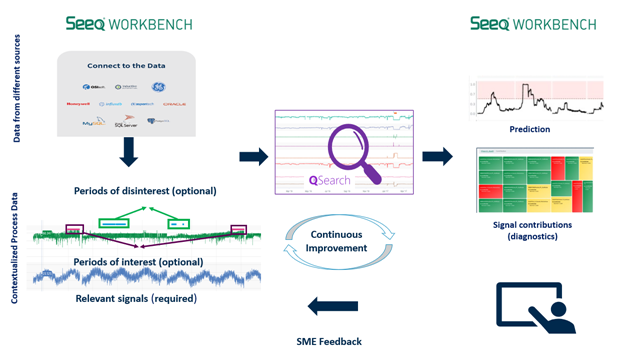 Seeq WORKBENCH
Seeq WORKBENCH
Data from different sources
Connect to the Data
Honeywell
ORACLE
MySQL
SQL Server
Periods of disinterest (optional)
QSearch
Prediction
Contextualized Process Data
Periods of interest (optional)
Relevant signals (required)
Continuous
Improvement
Signal contributions
(diagnostics)
SME Feedback